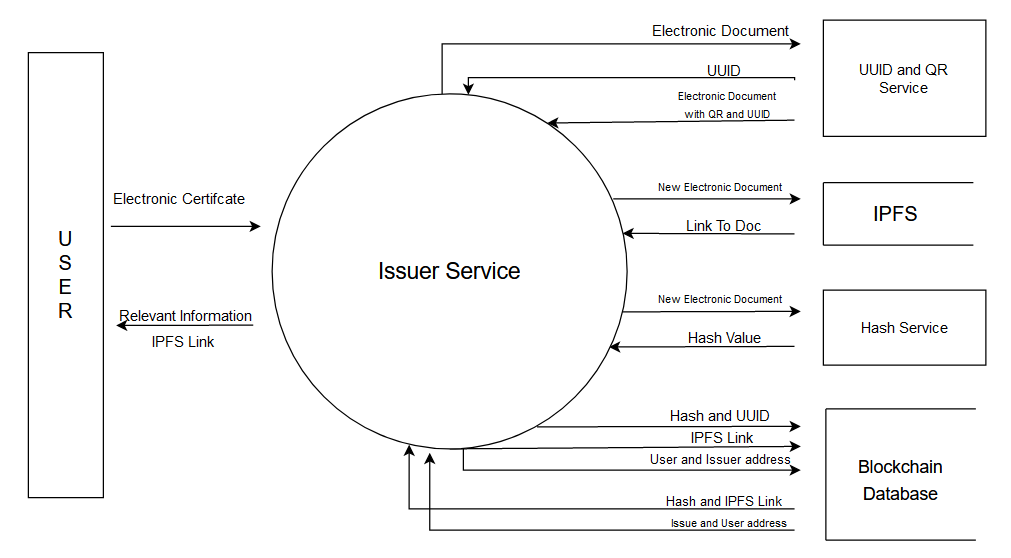 Electronic Document
UUID
Electronic Document
with QR and UUID
UUID and QR
Service
New Electronic Document
Link To Doc
IPFS
Electronic Certifcate
U
S
E
R
Issuer Service
Relevant Information
IPFS Link
New Electronic Document
Hash Value
Hash Service
Hash and UUID
IPFS Link
User and Issuer address
Hash and IPFS Link
Issue and User address
Blockchain
Database